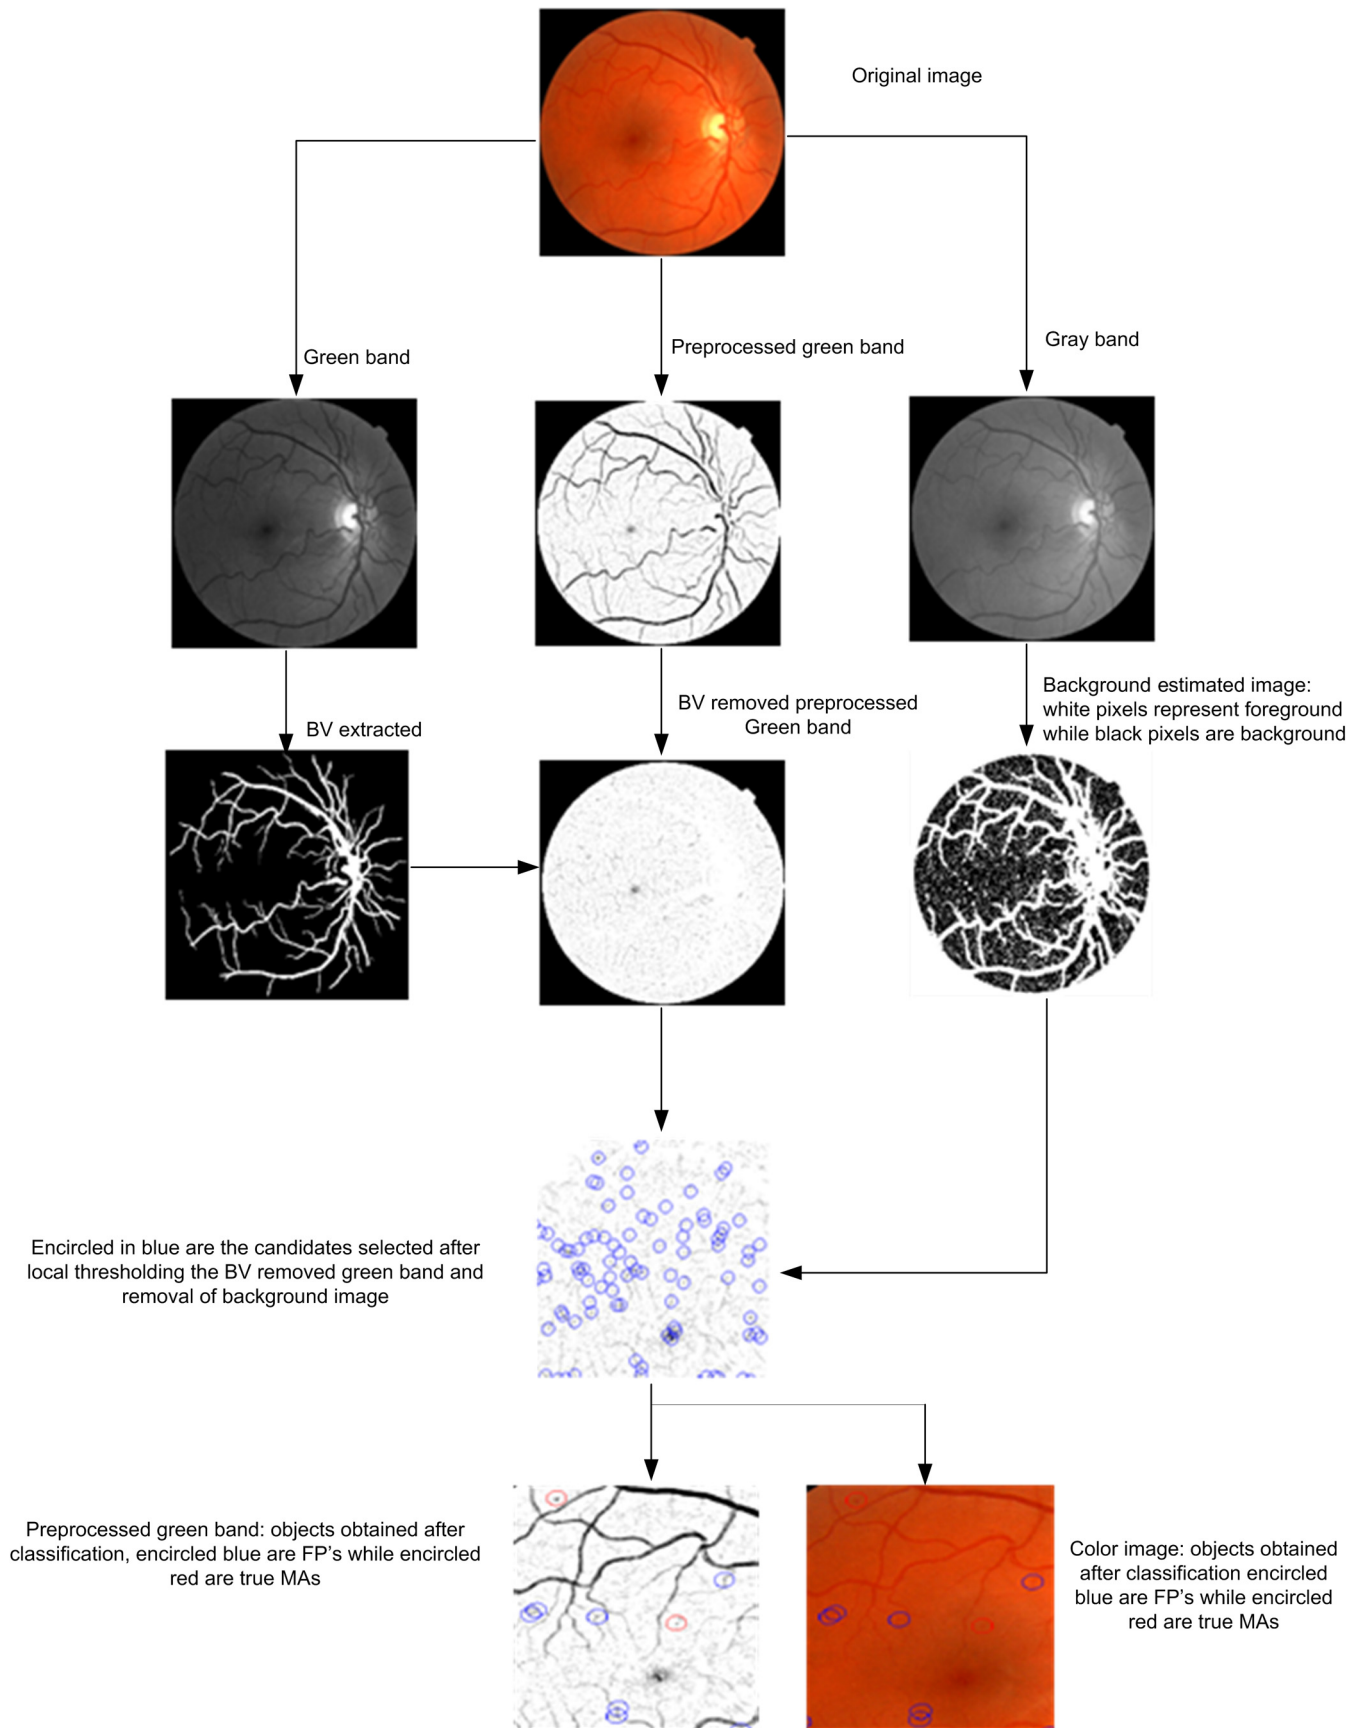 Original image
Green band
Preprocessed green band
Gray band
BV extracted
BV removed preprocessed
Green band
Background estimated image:
white pixels represent foreground
while black pixels are background
Encircled in blue are the candidates selected after
local thresholding the BV removed green band and
removal of background image
Preprocessed green band: objects obtained after
classification, encircled blue are FP's while encircled
red are true MAs
Color image: objects obtained
after classification encircled
blue are FP's while encircled
red are true MAs